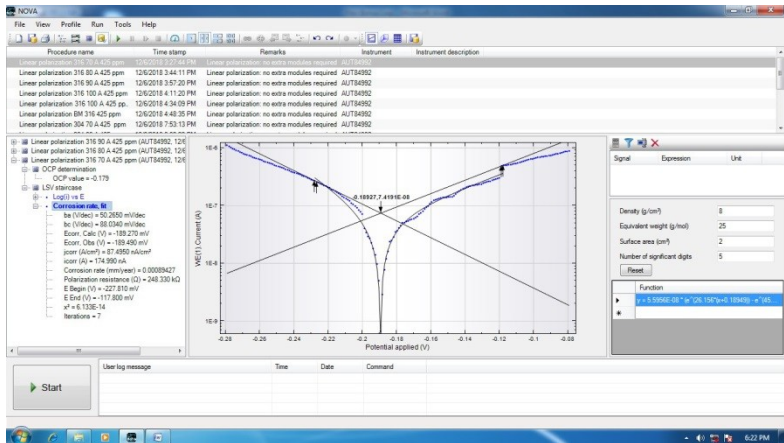 NOVA
File View Profile Run Tools Help
Procedure name Time stamp Remarks Instrument Instrument description
Linear polarization 316 70 A 425 ppm 12/6/2018 3:27:44 PM Linear polarization: no extra modules required AUT84992
Linear polarization 316 80 A 425 ppm 12/6/2018 3:44:11 PM Linear polarization: no extra modules required AUT84992
Linear polarization 316 90 A 425 ppm 12/6/2018 3:57:20 PM Linear polarization: no extra modules required AUT84992
Linear polarization 316 100 A 425 ppm 12/6/2018 4:11:20 PM Linear polarization: no extra modules required AUT84992
Linear polarization 316 100 A 425 pp.. 12/6/2018 4:34:09 PM Linear polarization: no extra modules required AUT84992
Linear polarization BM 316 425 ppm 12/6/2018 4:48:35 PM Linear polarization: no extra modules required AUT84992
Linear polarization 304 70 A 425 ppm 12/6/2018 7:53:13 PM Linear polarization: no extra modules required AUT84992
Linear polarization 316 90 A 425 ppm (AUT84992, 12/6
Linear polarization 316 80 A 425 ppm (AUT84992, 12/6
Linear polarization 316 70 A 425 ppm (AUT84992, 12/6
OCP determination
OCP value = -0.179
LSV staircase
Log(i) vs E
Corrosion rate, fit
ba (V/dec) = 50.2650 mV/dec
bc (V/dec) = 88.0340 mV/dec
Ecorr, Calc (V) = -189.270 mV
Ecorr, Obs (V) = -189.490 mV
jcorr (A/cm²) = 87.4950 nA/cm²
icorr (A) = 174.990 nA
Corrosion rate (mm/year) = 0.00089427
Polarization resistance (Ω) = 248.330 kΩ
E Begin (V) = -227.810 mV
E End (V) = -117.800 mV
x² = 6.133E-14
Iterations = 7
1E-6
1E-7
1E-8
1E-9
WE(1).Current (A)
-0.18927,7.4191E-08
-0.28 -0.26 -0.24 -0.22 -0.2 -0.18 -0.16 -0.14 -0.12 -0.1 -0.08
Potential applied (V)
Signal Expression Unit
Density (g/cm³) 8
Equivalent weight (g/mol) 25
Surface area (cm²) 2
Number of significant digits 5
Reset
Function
Start
User log message Time Date Command
6:22 PM